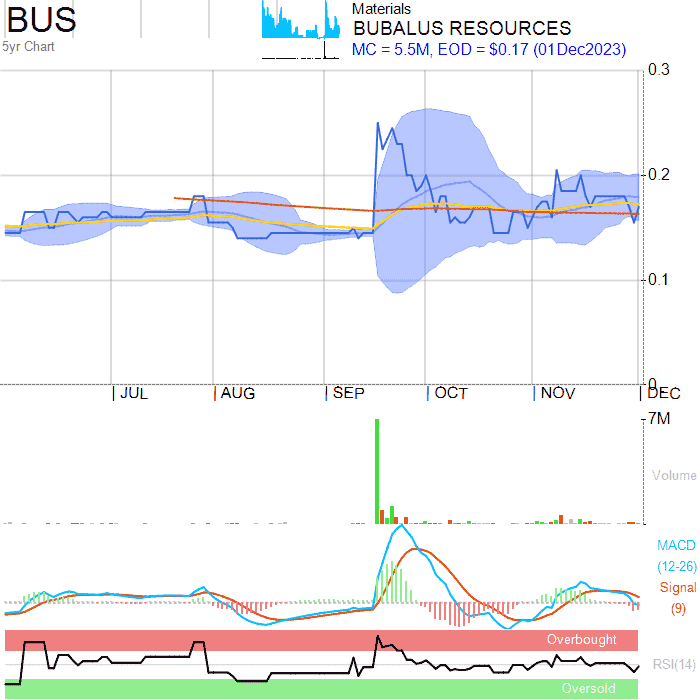 BUS
5yr Chart
Materials
BUBALUS RESOURCES
MC = 5.5M, EOD = $0.17 (01Dec2023)
0.3
0.2
0.1
0
JUL
AUG
SEP
OCT
NOV
DEC
7M
Volume
MACD
(12-26)
Signal
(9)
Overbought
RSI(14)
Oversold